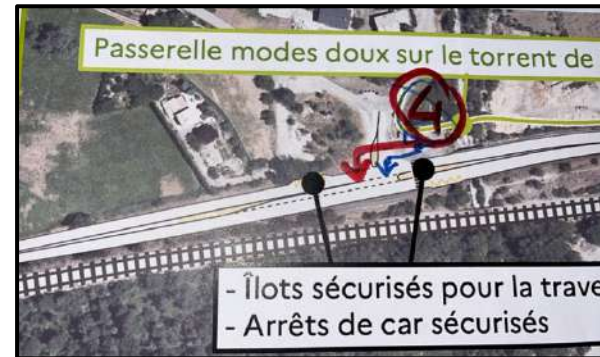 Passerelle modes doux sur le torrent de
4
- Îlots sécurisés pour la trave
- Arrêts de car sécurisés